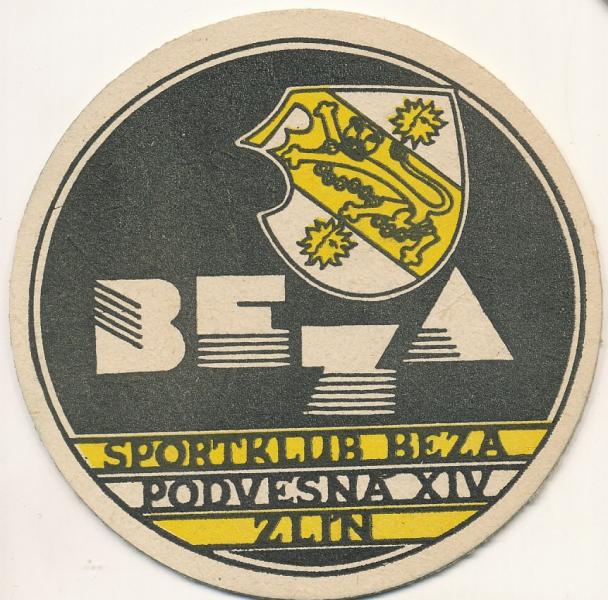 BEZA
SPORTKLUB BEZA
PODVESNÁ XIV
ZLÍN